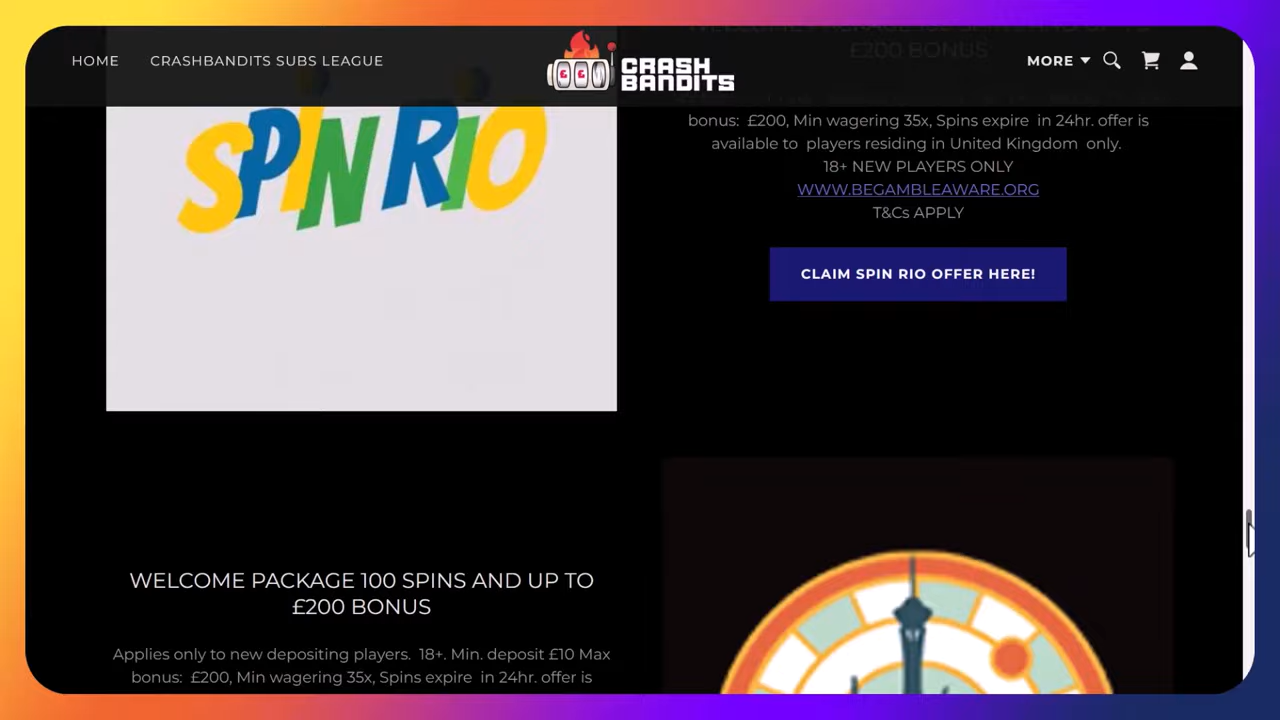 HOME
CRASHBANDITS SUBS LEAGUE
CRASH
BANDITS
MORE
£200 BONUS
SPIN RIO
bonus: £200, Min wagering 35x, Spins expire in 24hr. offer is
available to players residing in United Kingdom only.
18+ NEW PLAYERS ONLY
WWW.BEGAMBLEAWARE.ORG
T&Cs APPLY
CLAIM SPIN RIO OFFER HERE!
WELCOME PACKAGE 100 SPINS AND UP TO
£200 BONUS
Applies only to new depositing players. 18+. Min. deposit £10 Max
bonus: £200, Min wagering 35x, Spins expire in 24hr. offer is